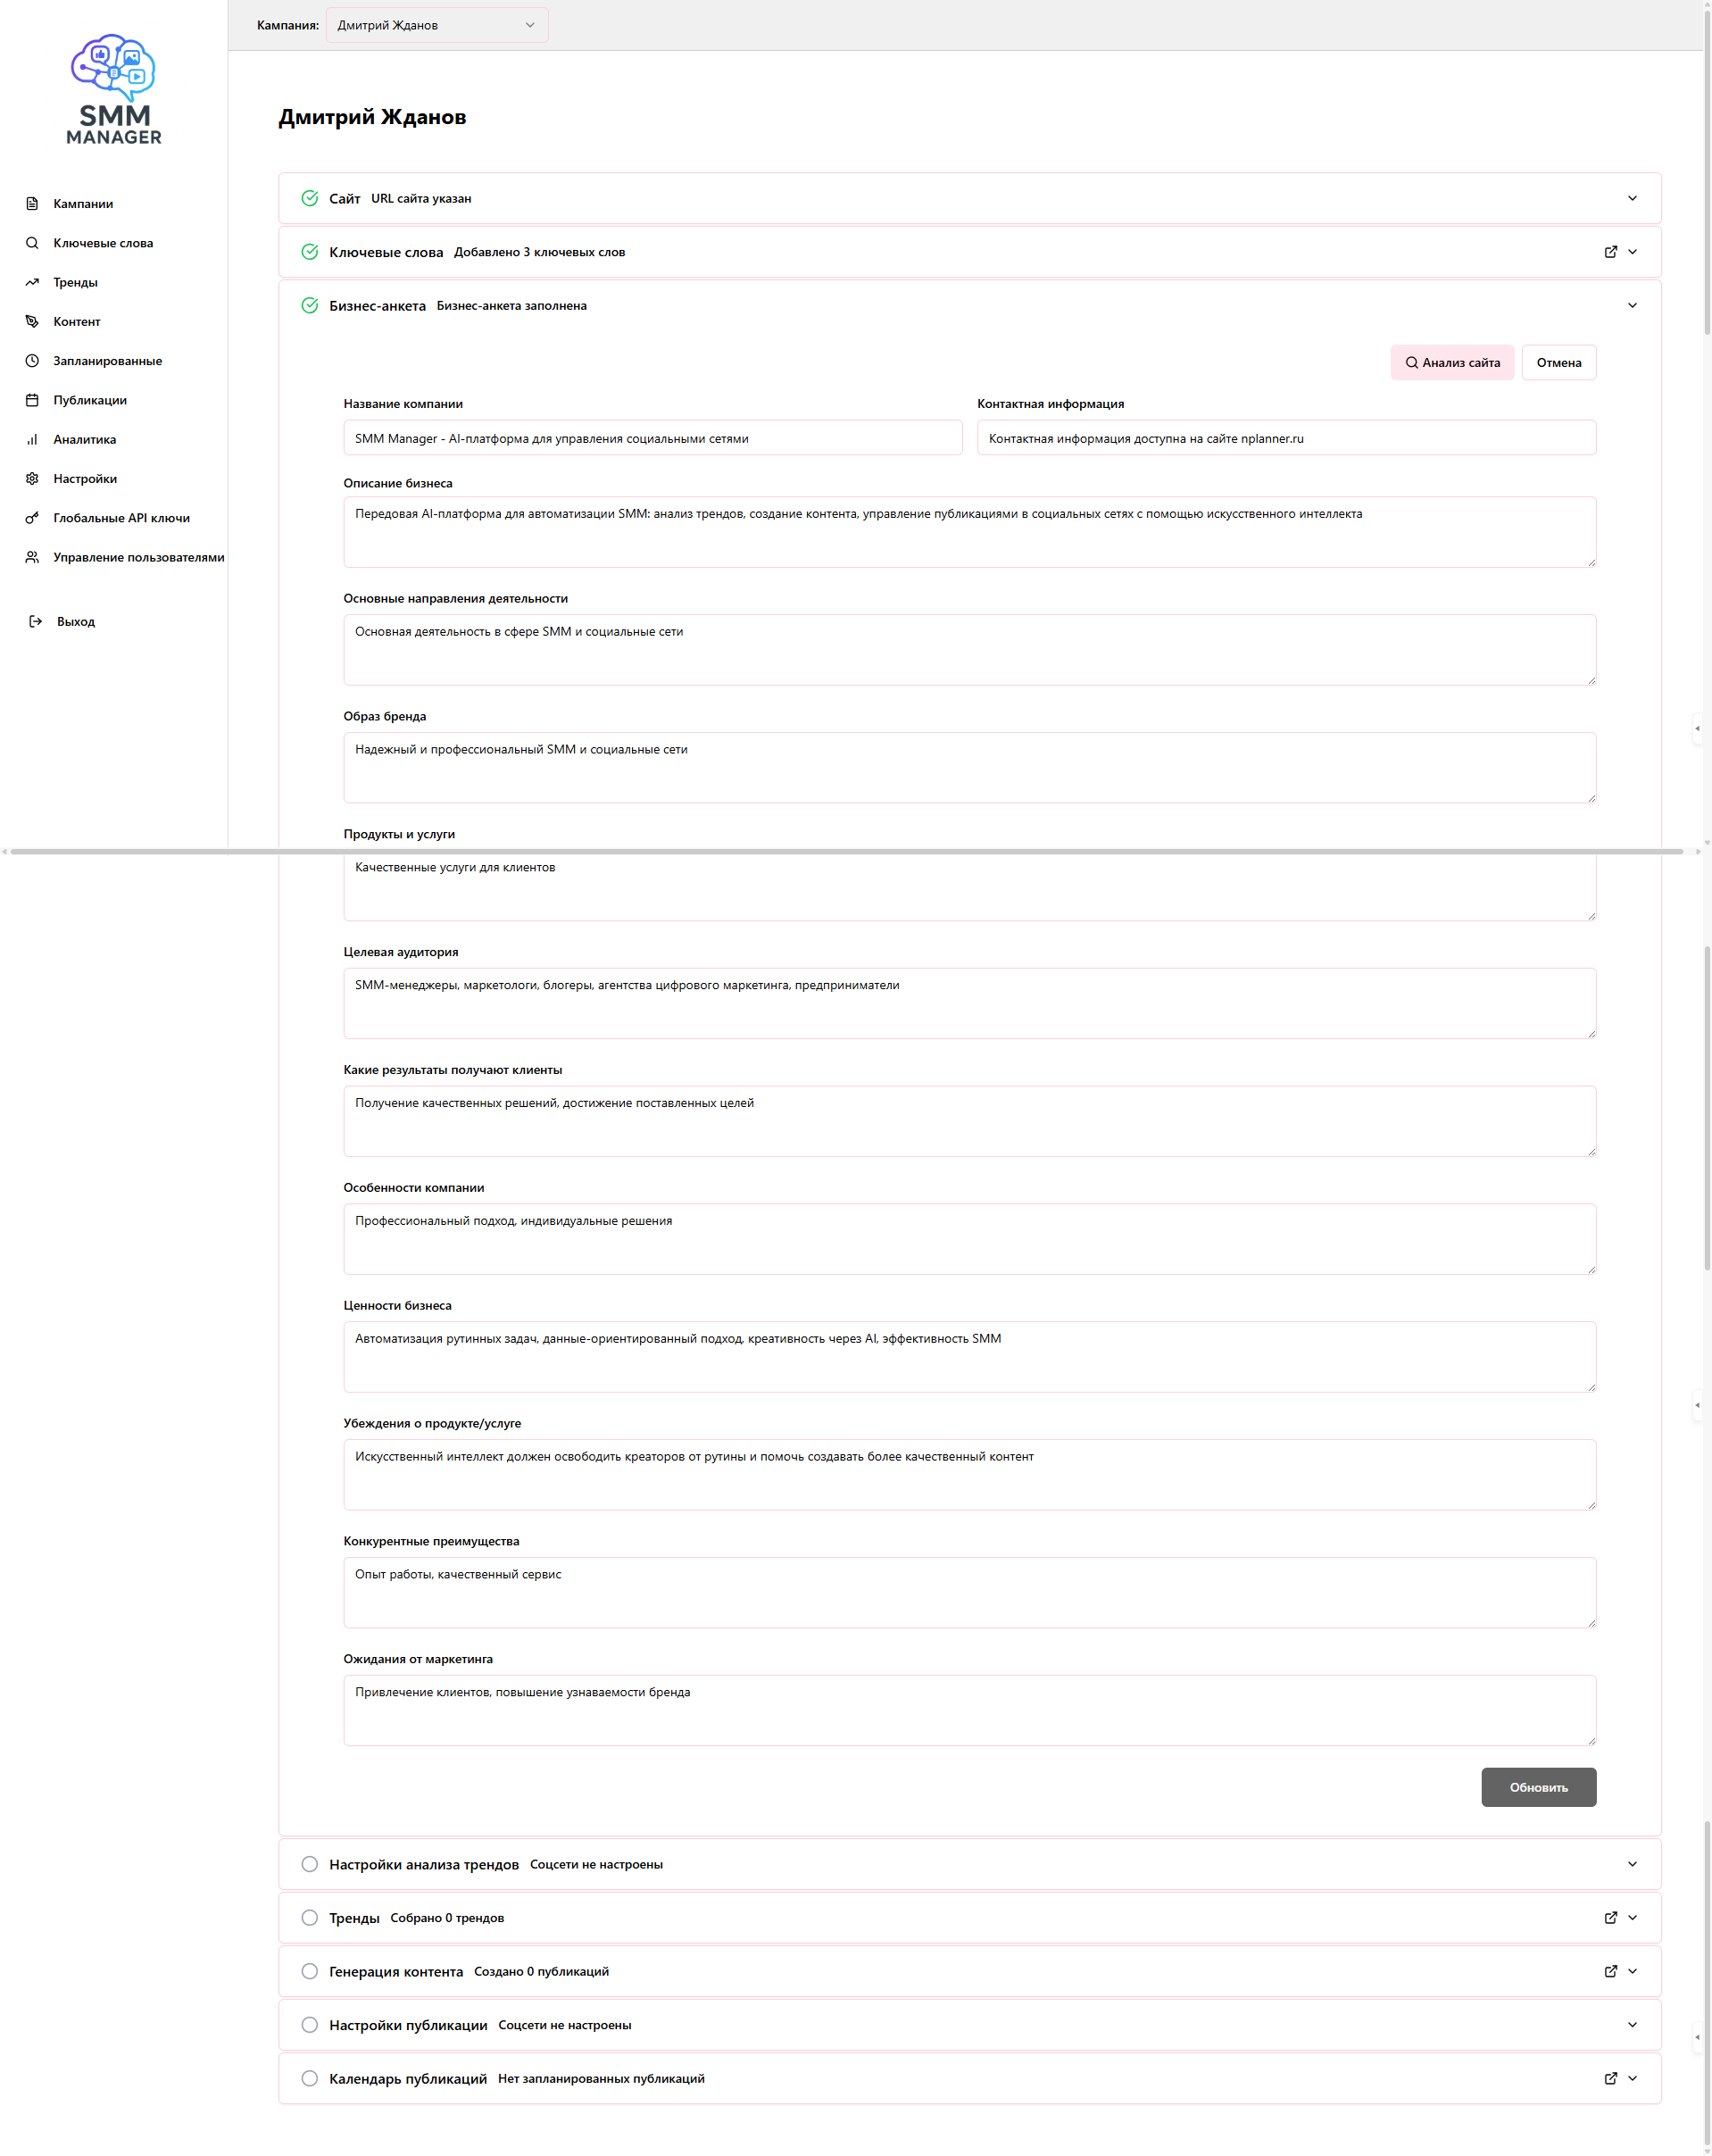 SMM
MANAGER
Кампании
Ключевые слова
Тренды
Контент
Запланированные
Публикации
Аналитика
Настройки
Глобальные API ключи
Управление пользователями
Выход
Кампания: Дмитрий Жданов
Дмитрий Жданов
Сайт URL сайта указан
Ключевые слова Добавлено 3 ключевых слов
Бизнес-анкета Бизнес-анкета заполнена
Анализ сайта Отмена
Название компании Контактная информация
SMM Manager - AI-платформа для управления социальными сетями Контактная информация доступна на сайте nplanner.ru
Описание бизнеса
Передовая AI-платформа для автоматизации SMM: анализ трендов, создание контента, управление публикациями в социальных сетях с помощью искусственного интеллекта
Основные направления деятельности
Основная деятельность в сфере SMM и социальные сети
Образ бренда
Надежный и профессиональный SMM и социальные сети
Продукты и услуги
Качественные услуги для клиентов
Целевая аудитория
SMM-менеджеры, маркетологи, блогеры, агентства цифрового маркетинга, предприниматели
Какие результаты получают клиенты
Получение качественных решений, достижение поставленных целей
Особенности компании
Профессиональный подход, индивидуальные решения
Ценности бизнеса
Автоматизация рутинных задач, данные-ориентированный подход, креативность через AI, эффективность SMM
Убеждения о продукте/услуге
Искусственный интеллект должен освободить креаторов от рутины и помочь создавать более качественный контент
Конкурентные преимущества
Опыт работы, качественный сервис
Ожидания от маркетинга
Привлечение клиентов, повышение узнаваемости бренда
Обновить
Настройки анализа трендов Соцсети не настроены
Тренды Собрано 0 трендов
Генерация контента Создано 0 публикаций
Настройки публикации Соцсети не настроены
Календарь публикаций Нет запланированных публикаций